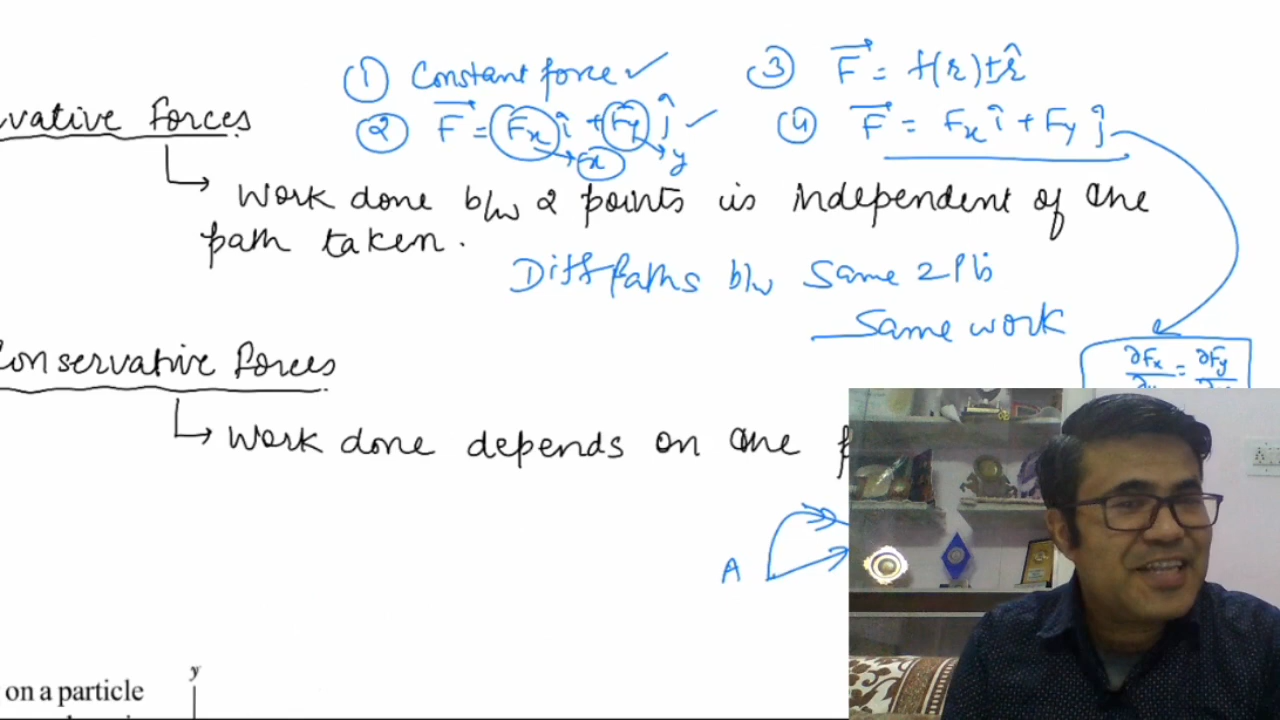 ① Constant force ✓
③ F⃗ = f(r) ± r̂
vative forces
② F⃗ = Fx î + Fy ĵ ✓
④ F⃗ = Fx î + Fy ĵ
x
y
Work done b/w 2 points is independent of the
path taken.
Diff paths b/w same 2 pts
Same work
∂Fx = ∂Fy
onservative forces
Work done depends on the
A
y
on a particle